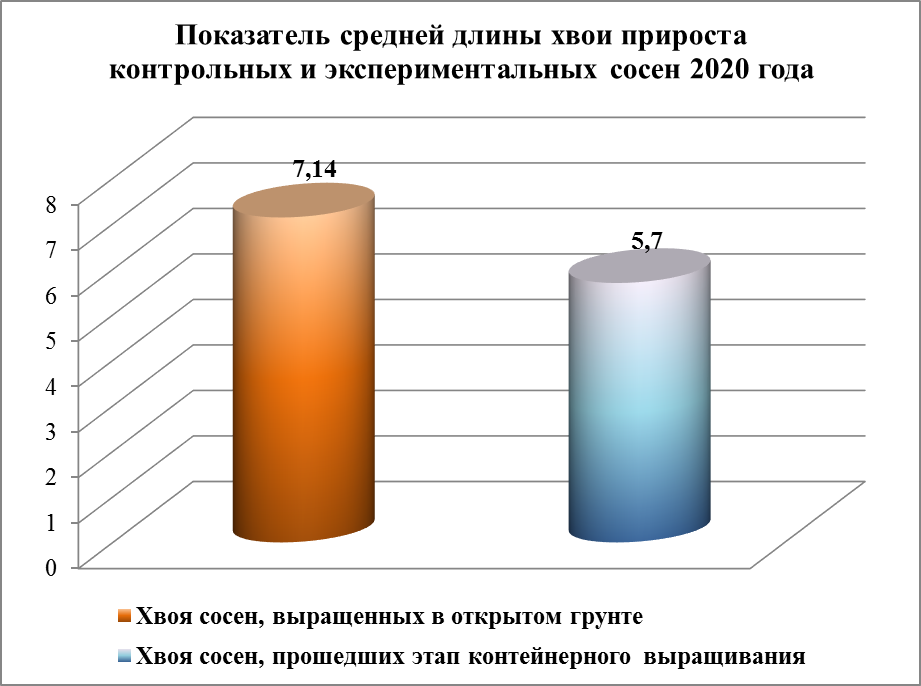 Показатель средней длины хвои прироста
контрольных и экспериментальных сосен 2020 года
7,14
5,7
8
7
6
5
4
3
2
1
0
Хвоя сосен, выращенных в открытом грунте
Хвоя сосен, прошедших этап контейнерного выращивания